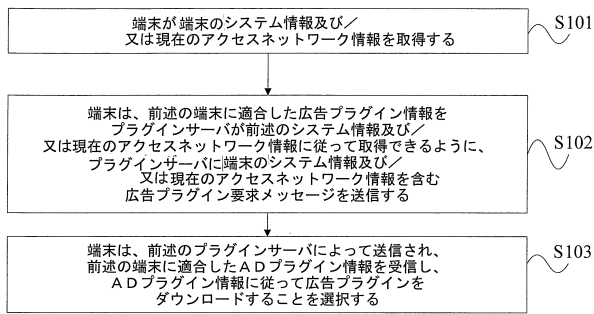 端末が端末のシステム情報及び／
又は現在のアクセスネットワーク情報を取得する
S101
端末は、前述の端末に適合した広告プラグイン情報を
プラグインサーバが前述のシステム情報及び／
又は現在のアクセスネットワーク情報に従って取得できるように、
プラグインサーバに端末のシステム情報及び／
又は現在のアクセスネットワーク情報を含む
広告プラグイン要求メッセージを送信する
S102
端末は、前述のプラグインサーバによって送信され、
前述の端末に適合したＡＤプラグイン情報を受信し、
ＡＤプラグイン情報に従って広告プラグインを
ダウンロードすることを選択する
S103